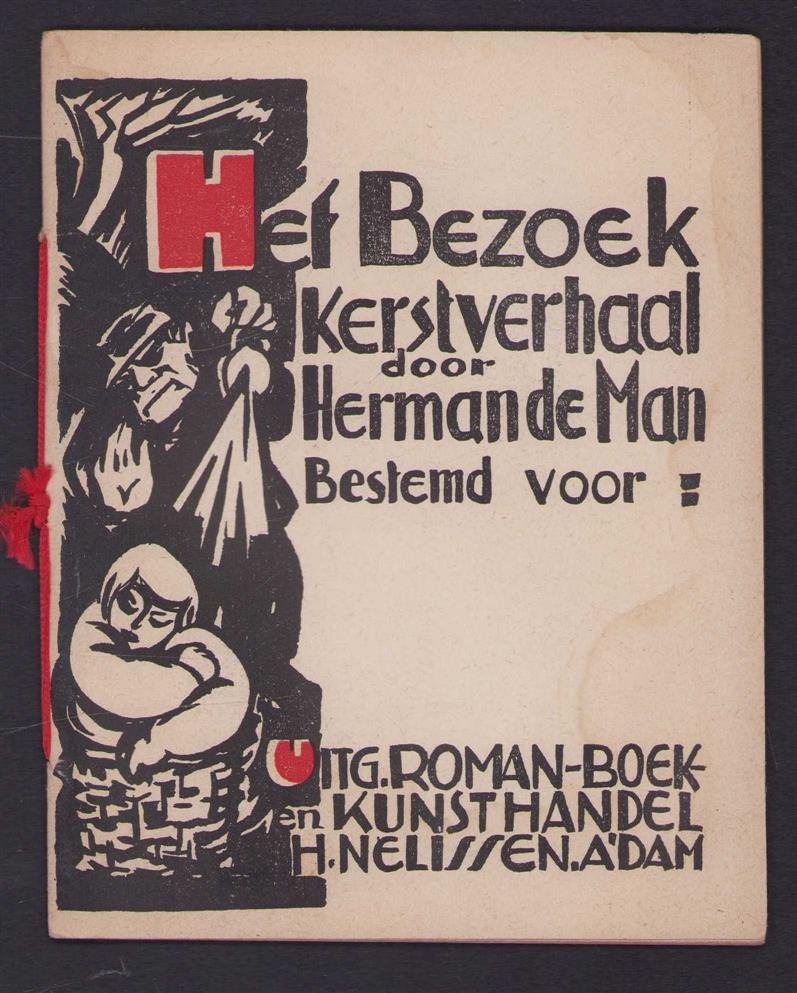 Het Bezoek
kerstverhaal
door
Herman de Man
Bestemd voor :
UITG. ROMAN-BOEK-
en KUNSTHANDEL
H. NELISSEN. A'DAM